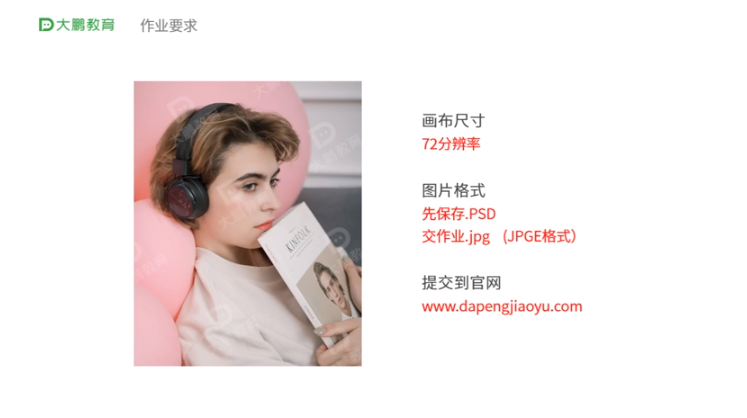 大鹏教育
作业要求
画布尺寸
72分辨率
图片格式
先保存.PSD
交作业.jpg （JPGE格式）
提交到官网
www.dapengjiaoyu.com
KINFOLK